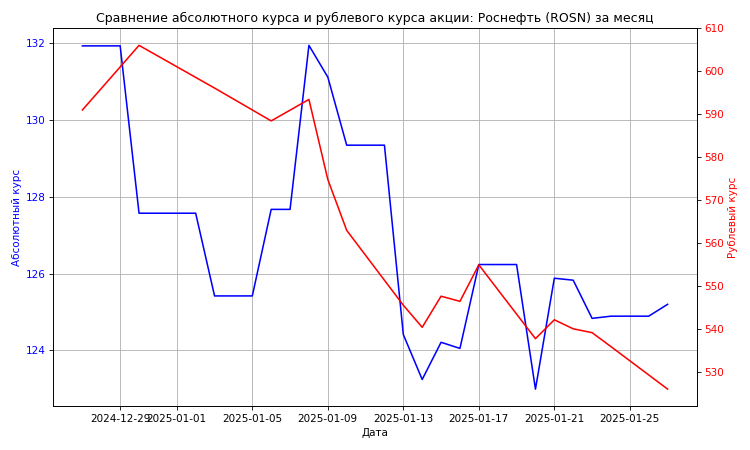 Сравнение абсолютного курса и рублевого курса акции: Роснефть (ROSN) за месяц
Абсолютный курс
132
130
128
126
124
610
600
590
580
570
560
550
540
530
Рублевый курс
2024-12-29 2025-01-01 2025-01-05 2025-01-09 2025-01-13 2025-01-17 2025-01-21 2025-01-25
Дата